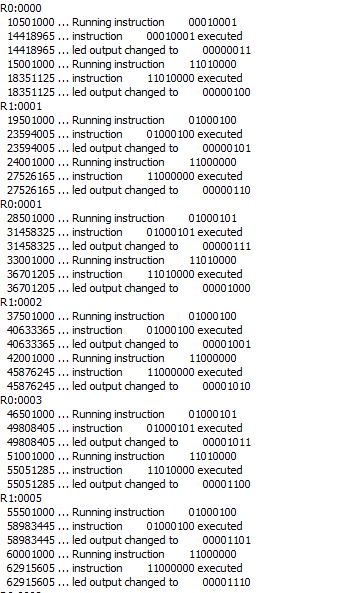 R0:0000
10501000 ... Running instruction 00010001
14418965 ... instruction 00010001 executed
14418965 ... led output changed to 00000011
15001000 ... Running instruction 11010000
18351125 ... instruction 11010000 executed
18351125 ... led output changed to 00000100
R1:0001
19501000 ... Running instruction 01000100
23594005 ... instruction 01000100 executed
23594005 ... led output changed to 00000101
24001000 ... Running instruction 11000000
27526165 ... instruction 11000000 executed
27526165 ... led output changed to 00000110
R0:0001
28501000 ... Running instruction 01000101
31458325 ... instruction 01000101 executed
31458325 ... led output changed to 00000111
33001000 ... Running instruction 11010000
36701205 ... instruction 11010000 executed
36701205 ... led output changed to 00001000
R1:0002
37501000 ... Running instruction 01000100
40633365 ... instruction 01000100 executed
40633365 ... led output changed to 00001001
42001000 ... Running instruction 11000000
45876245 ... instruction 11000000 executed
45876245 ... led output changed to 00001010
R0:0003
46501000 ... Running instruction 01000101
49808405 ... instruction 01000101 executed
49808405 ... led output changed to 00001011
51001000 ... Running instruction 11010000
55051285 ... instruction 11010000 executed
55051285 ... led output changed to 00001100
R1:0005
55501000 ... Running instruction 01000100
58983445 ... instruction 01000100 executed
58983445 ... led output changed to 00001101
60001000 ... Running instruction 11000000
62915605 ... instruction 11000000 executed
62915605 ... led output changed to 00001110